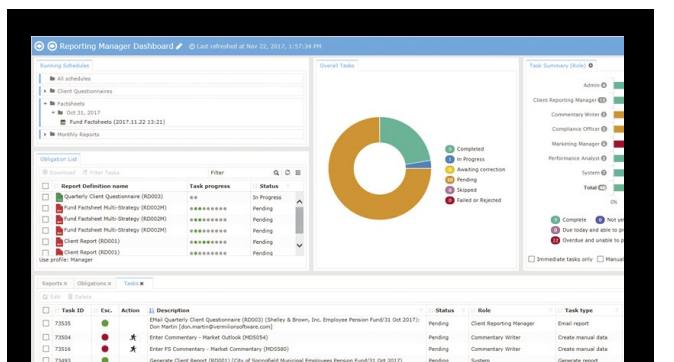 Reporting Manager Dashboard Last refreshed at Nov 22, 2017, 1:57:34 PM
Running Schedules
All schedules
Client Questionnaires
Factsheets
Oct 31, 2017
Fund Factsheets (2017.11.22 13:21)
Monthly Reports
Obligation List
Download Filter Tasks Filter
Report Definition name Task progress Status
Quarterly Client Questionnaire (RD003) In Progress
Fund Factsheet Multi-Strategy (RD002M) Pending
Fund Factsheet Multi-Strategy (RD002M) Pending
Fund Factsheet Multi-Strategy (RD002M) Pending
Client Report (RD001) Pending
Client Report (RD001) Pending
Use profile: Manager
Overall Tasks
Completed
In Progress
Awaiting correction
Pending
Skipped
Failed or Rejected
Task Summary (Role)
Admin
Client Reporting Manager
Commentary Writer
Compliance Officer
Marketing Manager
Performance Analyst
System
Total
0%
Complete Not ye
Due today and able to p
22 Overdue and unable to p
Immediate tasks only Manual
Reports x Obligations x Tasks x
Edit Delete
Task ID Esc. Action Description Status Role Task type
73535 EMail Quarterly Client Questionnaire (RD003) (Shelley & Brown, Inc. Employee Pension Fund/31 Oct 2017): Pending Client Reporting Manager Email report
Don Martin [don.martin@vermilionsoftware.com]
73504 Enter Commentary - Market Outlook (MDS054) Pending Commentary Writer Create manual data
73516 Enter FS Commentary - Market Commentary (MDS580) Pending Commentary Writer Create manual data
73493 Generate Client Report (RD001) (City of Springfield Municipal Employees Pension Fund/31 Oct 2017) Pending System Generate report